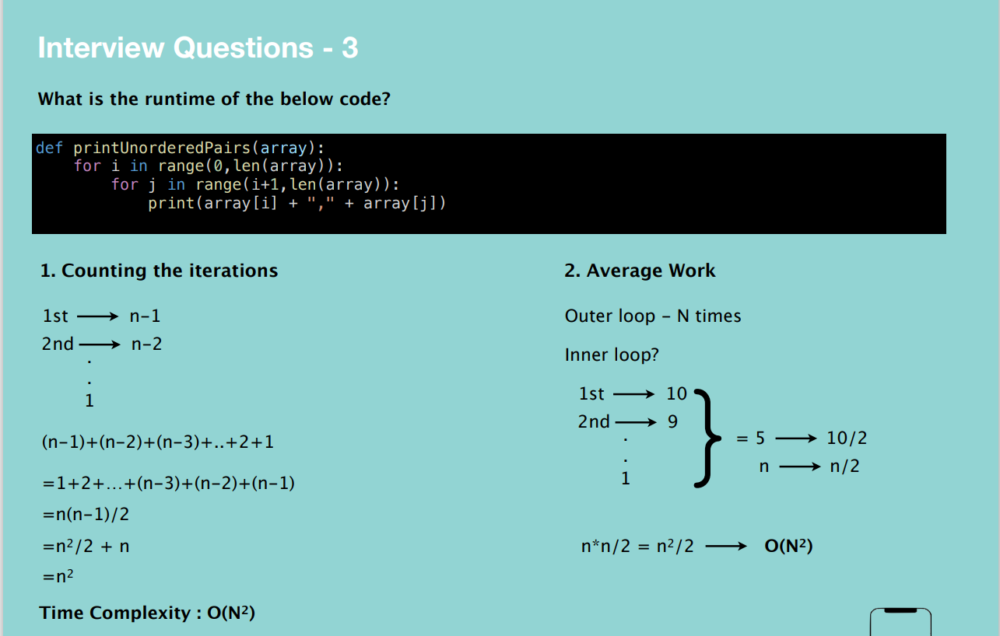 Interview Questions - 3
What is the runtime of the below code?
def printUnorderedPairs(array):
    for i in range(0,len(array)):
        for j in range(i+1,len(array)):
            print(array[i] + "," + array[j])
1. Counting the iterations
1st ⟶ n-1
2nd ⟶ n-2
.
.
1
(n-1)+(n-2)+(n-3)+..+2+1
=1+2+...+(n-3)+(n-2)+(n-1)
=n(n-1)/2
=n²/2 + n
=n²
Time Complexity : O(N²)
2. Average Work
Outer loop - N times
Inner loop?
1st ⟶ 10
2nd ⟶ 9
.
.
1
= 5 ⟶ 10/2
n ⟶ n/2
n*n/2 = n²/2 ⟶ O(N²)